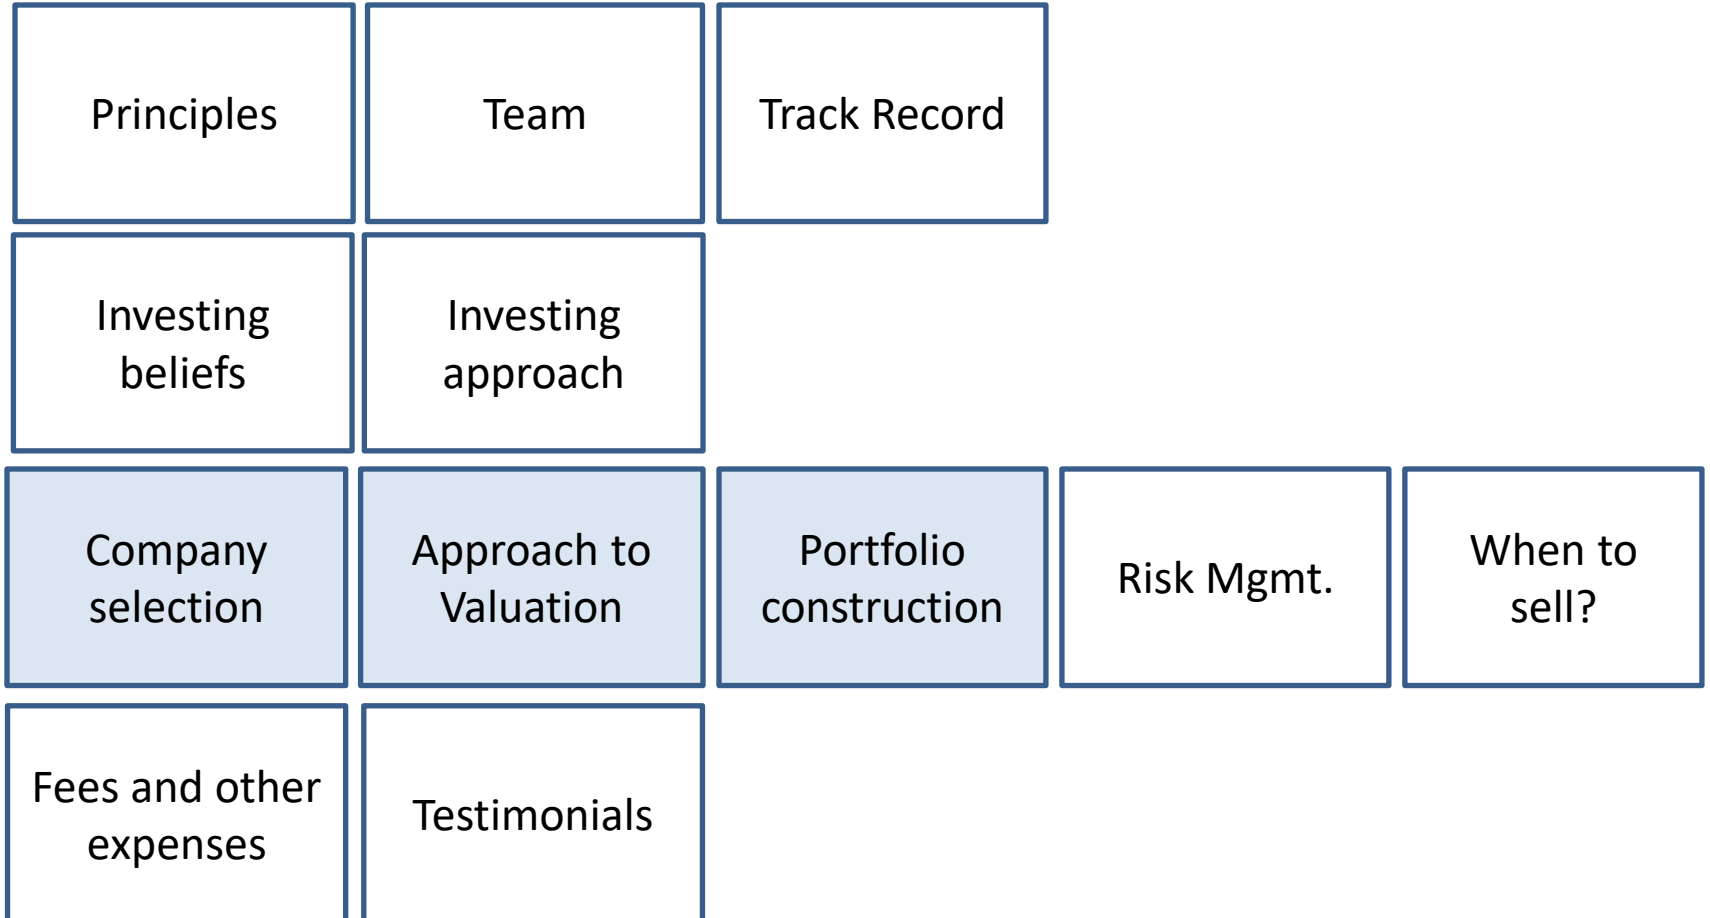 Principles
Team
Track Record
Investing
beliefs
Investing
approach
Company
selection
Approach to
Valuation
Portfolio
construction
Risk Mgmt.
When to
sell?
Fees and other
expenses
Testimonials